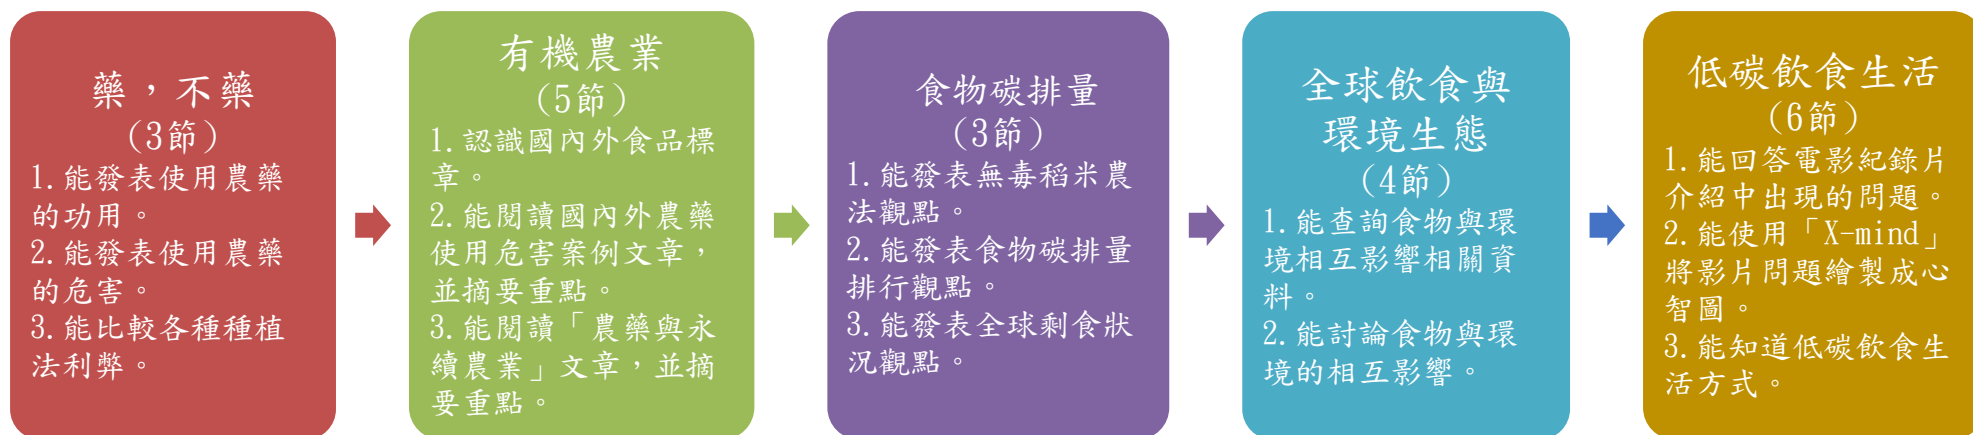 藥，不藥
(3節)
1.能發表使用農藥
的功用。
2.能發表使用農藥
的危害。
3.能比較各種種植
法利弊。
有機農業
(5節)
1.認識國內外食品標
章。
2.能閱讀國內外農藥
使用危害案例文章，
並摘要重點。
3.能閱讀「農藥與永
續農業」文章，並摘
要重點。
食物碳排量
(3節)
1.能發表無毒稻米農
法觀點。
2.能發表食物碳排量
排行觀點。
3.能發表全球剩食狀
況觀點。
全球飲食與
環境生態
(4節)
1.能查詢食物與環
境相互影響相關資
料。
2.能討論食物與環
境的相互影響。
低碳飲食生活
(6節)
1.能回答電影紀錄片
介紹中出現的問題。
2.能使用「X-mind」
將影片問題繪製成心
智圖。
3.能知道低碳飲食生
活方式。